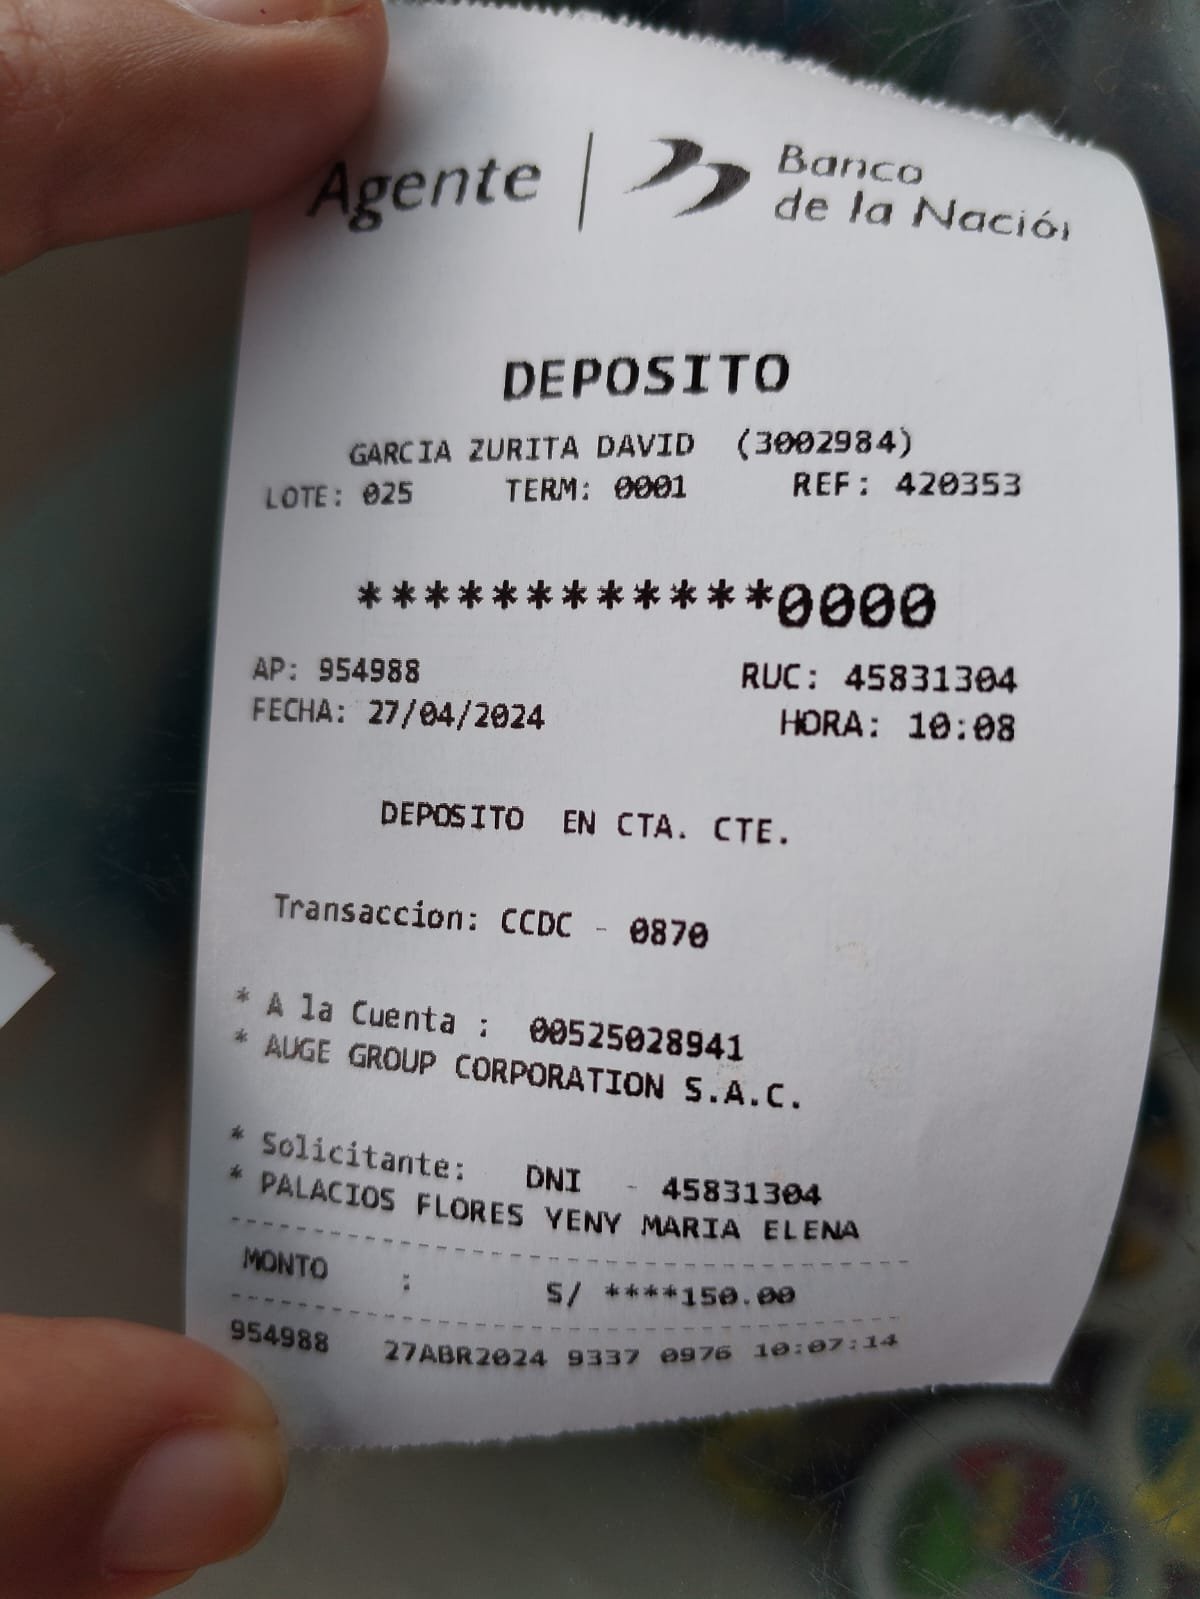 Agente | Banco
de la Nación
DEPOSITO
GARCIA ZURITA DAVID (3002984)
LOTE: 025 TERM: 0001 REF: 420353
************0000
AP: 954988 RUC: 45831304
FECHA: 27/04/2024 HORA: 10:08
DEPOSITO EN CTA. CTE.
Transaccion: CCDC - 0870
* A la Cuenta : 00525028941
* AUGE GROUP CORPORATION S.A.C.
* Solicitante: DNI - 45831304
* PALACIOS FLORES YENY MARIA ELENA
MONTO : S/ ****150.00
954988 27ABR2024 9337 0976 10:07:14